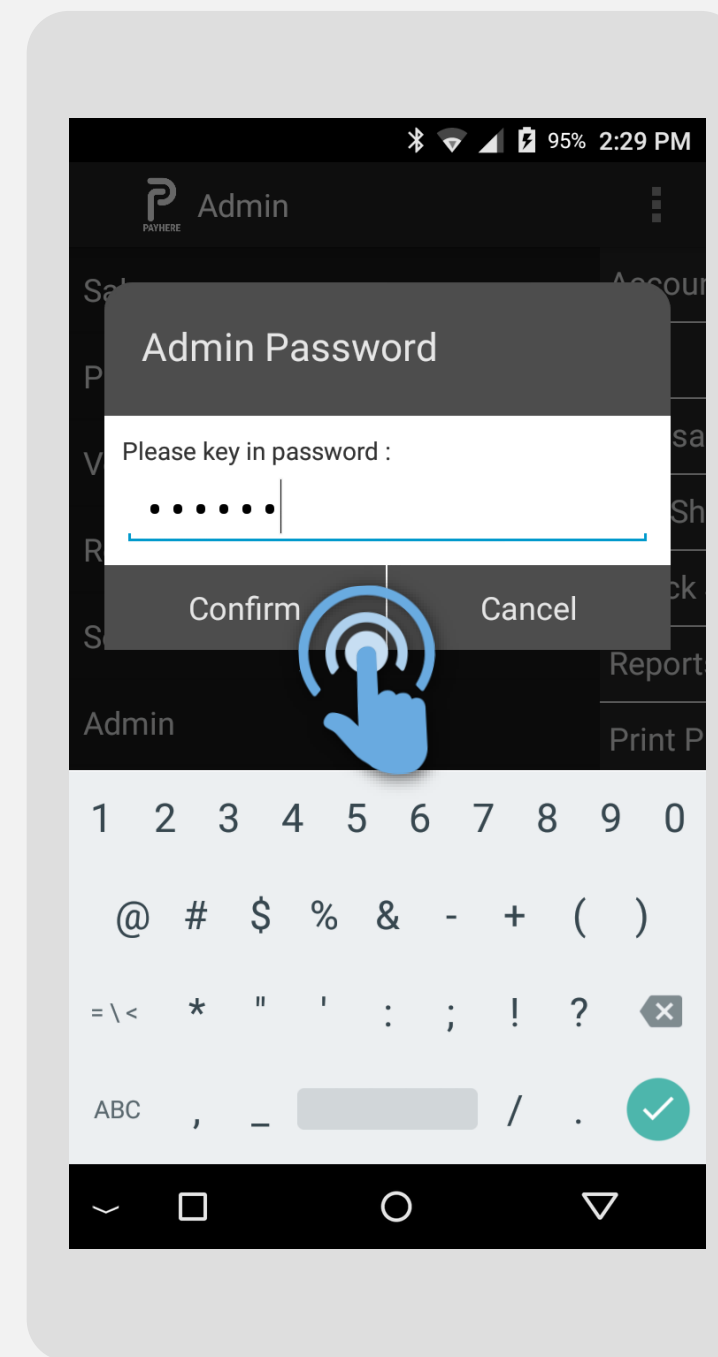 95% 2:29 PM
PAYHERE Admin
Admin Password
Please key in password :
••••••
Confirm Cancel
Admin
Print P
1 2 3 4 5 6 7 8 9 0
@ # $ % & - + ( )
= \ < * " ' : ; ! ?
ABC , _ / .